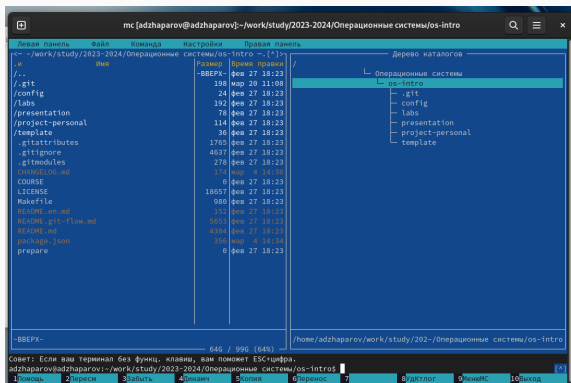 mc [adzhaparov@adzhaparov]:~/work/study/2023-2024/Операционные системы/os-intro
Левая панель Файл Команда Настройки Правая панель
<- ~/work/study/2023-2024/Операционные системы/os-intro ~.[^]>
.и Имя Размер Время правки
/.. -ВВЕРХ- фев 27 18:23
/.git 198 мар 20 11:08
/config 24 фев 27 18:23
/labs 192 фев 27 18:23
/presentation 78 фев 27 18:23
/project-personal 114 фев 27 18:23
/template 36 фев 27 18:23
.gitattributes 1765 фев 27 18:23
.gitignore 4637 фев 27 18:23
.gitmodules 278 фев 27 18:23
CHANGELOG.md 174 мар 4 14:36
COURSE 0 фев 27 18:23
LICENSE 18657 фев 27 18:23
Makefile 980 фев 27 18:23
README.en.md 152 фев 27 18:23
README.git-flow.md 5653 фев 27 18:23
README.md 4304 фев 27 18:23
package.json 356 мар 4 14:34
prepare 0 фев 27 18:23
-ВВЕРХ-
64G / 99G (64%)
Дерево каталогов
/
Операционные системы
os-intro
.git
config
labs
presentation
project-personal
template
/home/adzhaparov/work/study/202~/Операционные системы/os-intro
Совет: Если ваш терминал без функц. клавиш, вам поможет ESC+цифра.
adzhaparov@adzhaparov:~/work/study/2023-2024/Операционные системы/os-intro$ [^]
1Помощь 2Пересм 3Забыть 4Динамч 5Копия 6Перенос 7 8УдКтлог 9МенюMC 10Выход